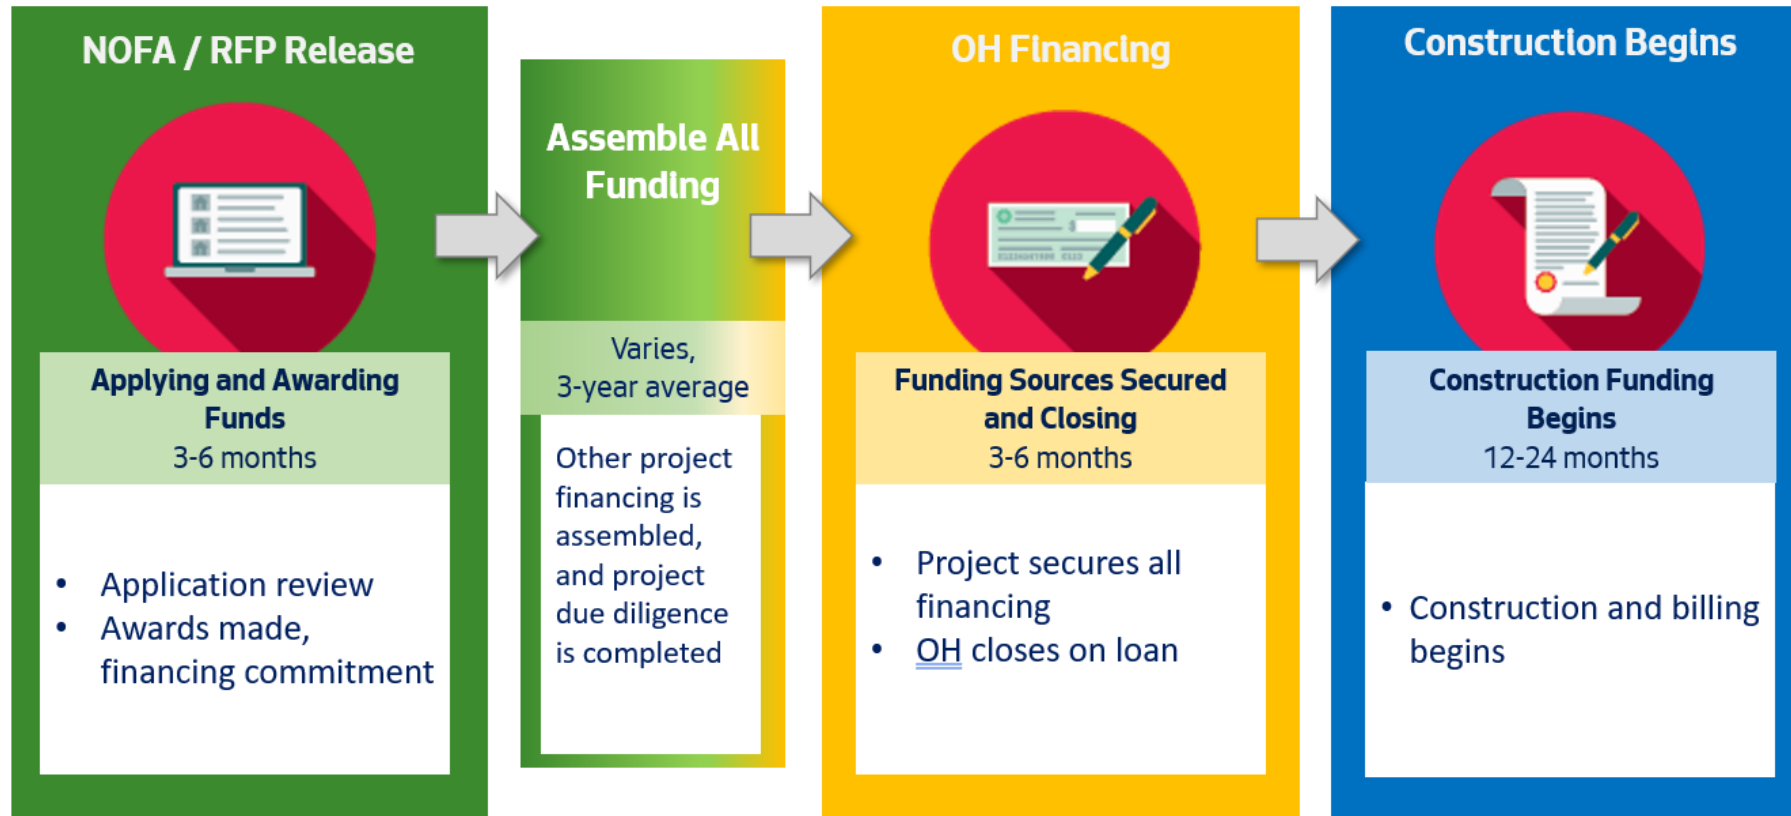 NOFA / RFP Release
Applying and Awarding
Funds
3-6 months
• Application review
• Awards made,
financing commitment
Assemble All
Funding
Varies,
3-year average
Other project
financing is
assembled,
and project
due diligence
is completed
OH Financing
$
Funding Sources Secured
and Closing
3-6 months
• Project secures all
financing
• OH closes on loan
Construction Begins
Construction Funding
Begins
12-24 months
• Construction and billing
begins